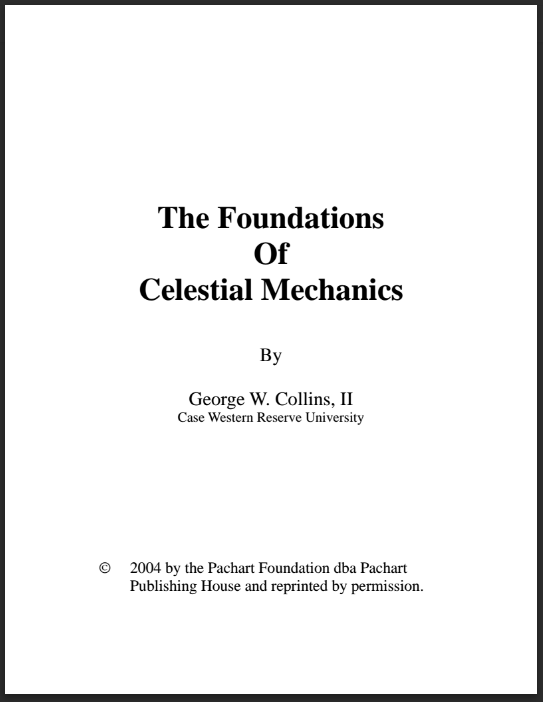 The Foundations
Of
Celestial Mechanics
By
George W. Collins, II
Case Western Reserve University
© 2004 by the Pachart Foundation dba Pachart
Publishing House and reprinted by permission.